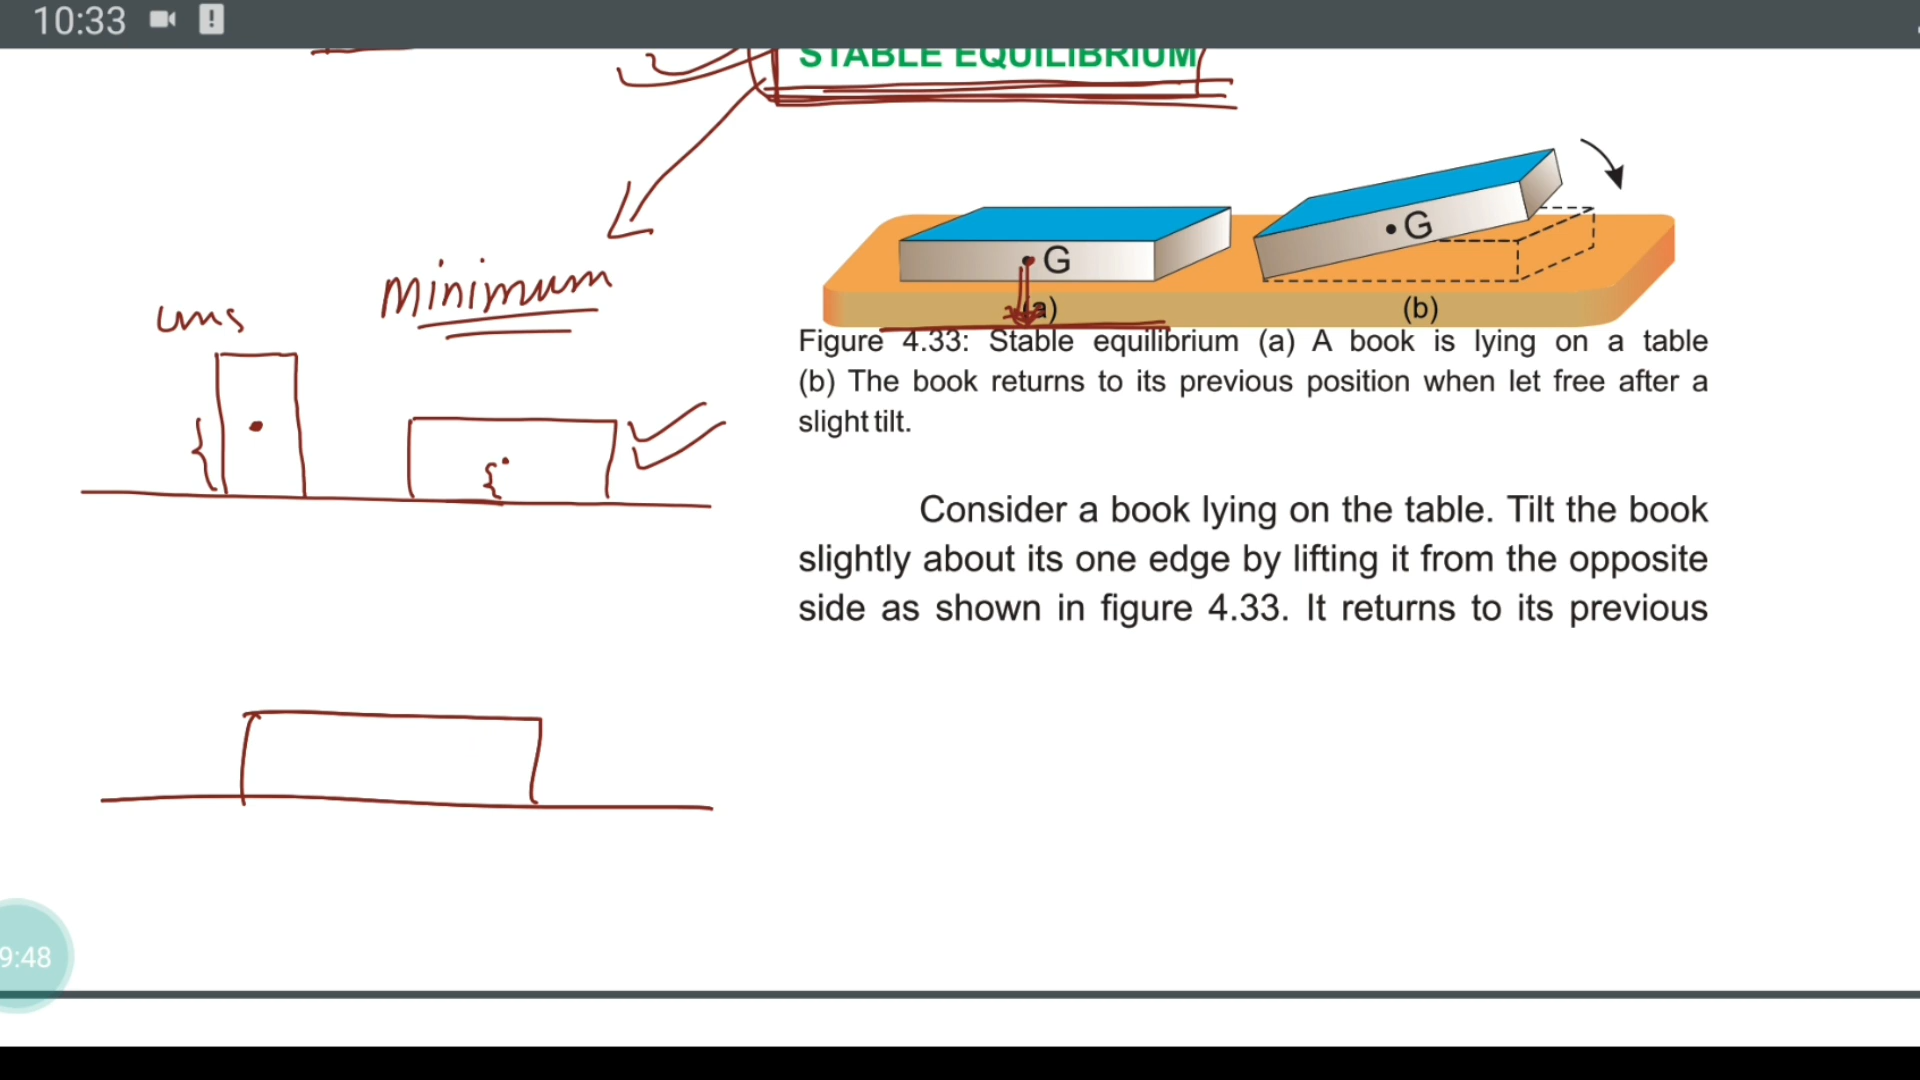 10:33
STABLE EQUILIBRIUM
Minimum
G
G
(a)
(b)
Figure 4.33: Stable equilibrium (a) A book is lying on a table
(b) The book returns to its previous position when let free after a
slight tilt.
Consider a book lying on the table. Tilt the book
slightly about its one edge by lifting it from the opposite
side as shown in figure 4.33. It returns to its previous
9:48